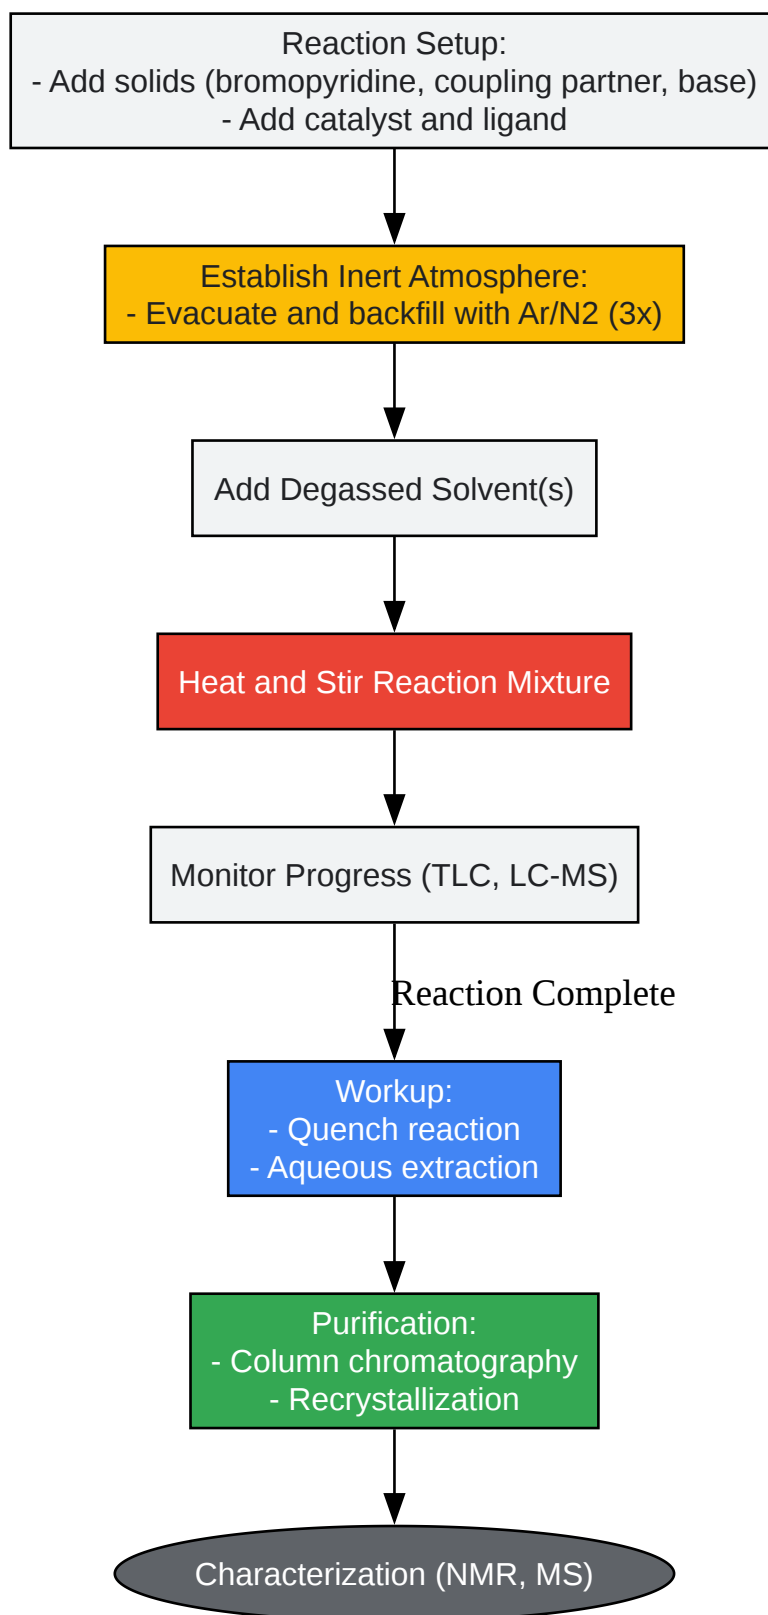 Reaction Setup:
- Add solids (bromopyridine, coupling partner, base)
- Add catalyst and ligand
Establish Inert Atmosphere:
- Evacuate and backfill with Ar/N2 (3x)
Add Degassed Solvent(s)
Heat and Stir Reaction Mixture
Monitor Progress (TLC, LC-MS)
Reaction Complete
Workup:
- Quench reaction
- Aqueous extraction
Purification:
- Column chromatography
- Recrystallization
Characterization (NMR, MS)